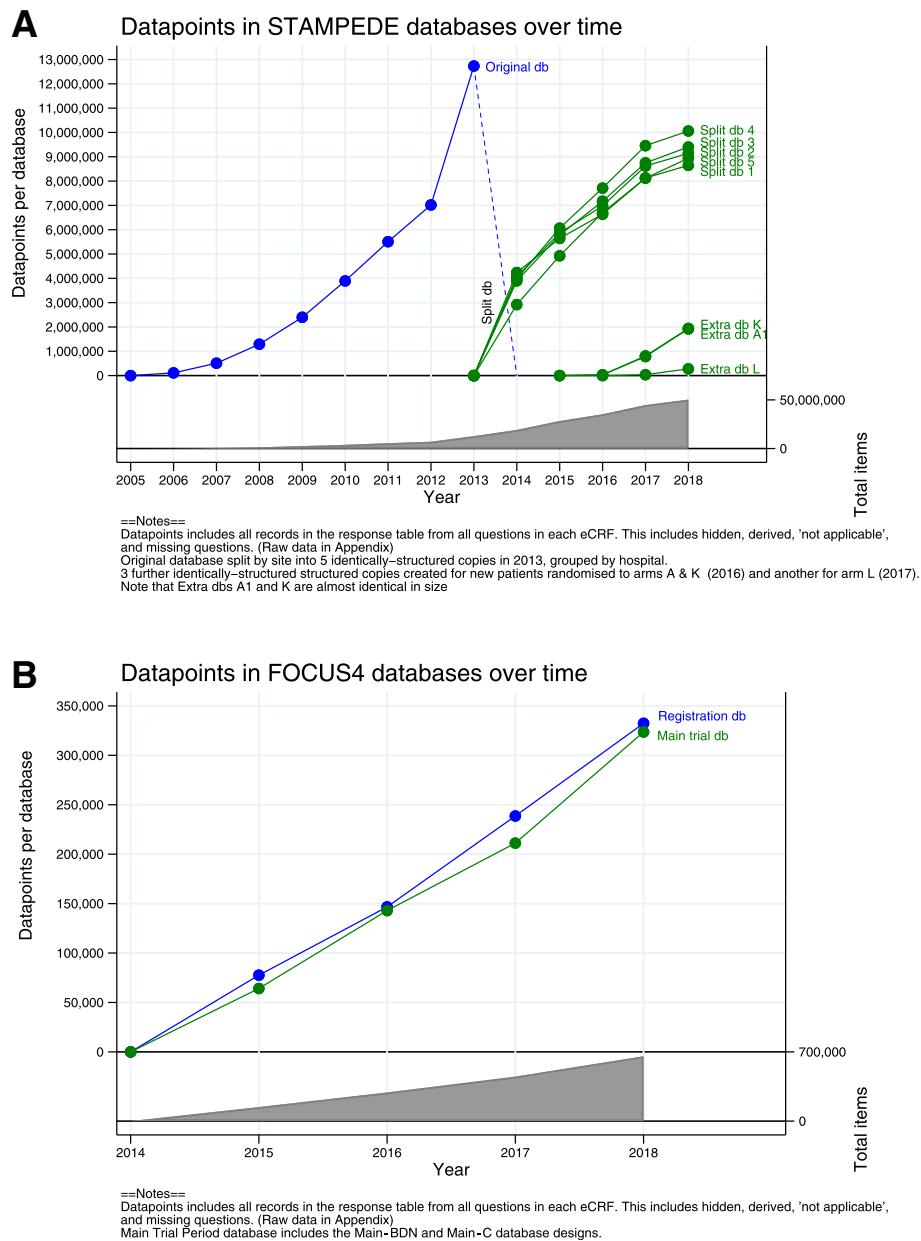 A
Datapoints in STAMPEDE databases over time
Datapoints per database
13,000,000
12,000,000
11,000,000
10,000,000
9,000,000
8,000,000
7,000,000
6,000,000
5,000,000
4,000,000
3,000,000
2,000,000
1,000,000
0
Original db
Split db
Split db 4
Split db 3
Split db 2
Split db 5
Split db 1
Extra db K
Extra db A1
Extra db L
50,000,000
0
Total items
2005 2006 2007 2008 2009 2010 2011 2012 2013 2014 2015 2016 2017 2018
Year
==Notes==
Datapoints includes all records in the response table from all questions in each eCRF. This includes hidden, derived, 'not applicable',
and missing questions. (Raw data in Appendix)
Original database split by site into 5 identically−structured copies in 2013, grouped by hospital.
3 further identically−structured structured copies created for new patients randomised to arms A & K (2016) and another for arm L (2017).
Note that Extra dbs A1 and K are almost identical in size
B
Datapoints in FOCUS4 databases over time
Datapoints per database
350,000
300,000
250,000
200,000
150,000
100,000
50,000
0
Registration db
Main trial db
700,000
0
Total items
2014 2015 2016 2017 2018
Year
==Notes==
Datapoints includes all records in the response table from all questions in each eCRF. This includes hidden, derived, 'not applicable',
and missing questions. (Raw data in Appendix)
Main Trial Period database includes the Main-BDN and Main-C database designs.